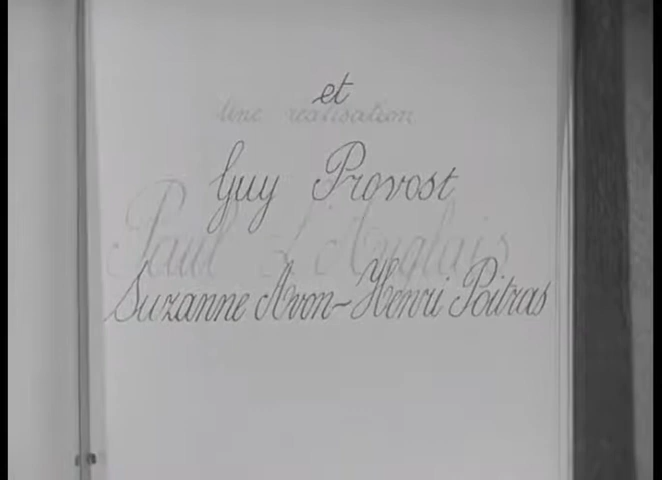 et
Une réalisation
Guy Provost
Paul L'Anglais
Suzanne Avon-Henri Poitras